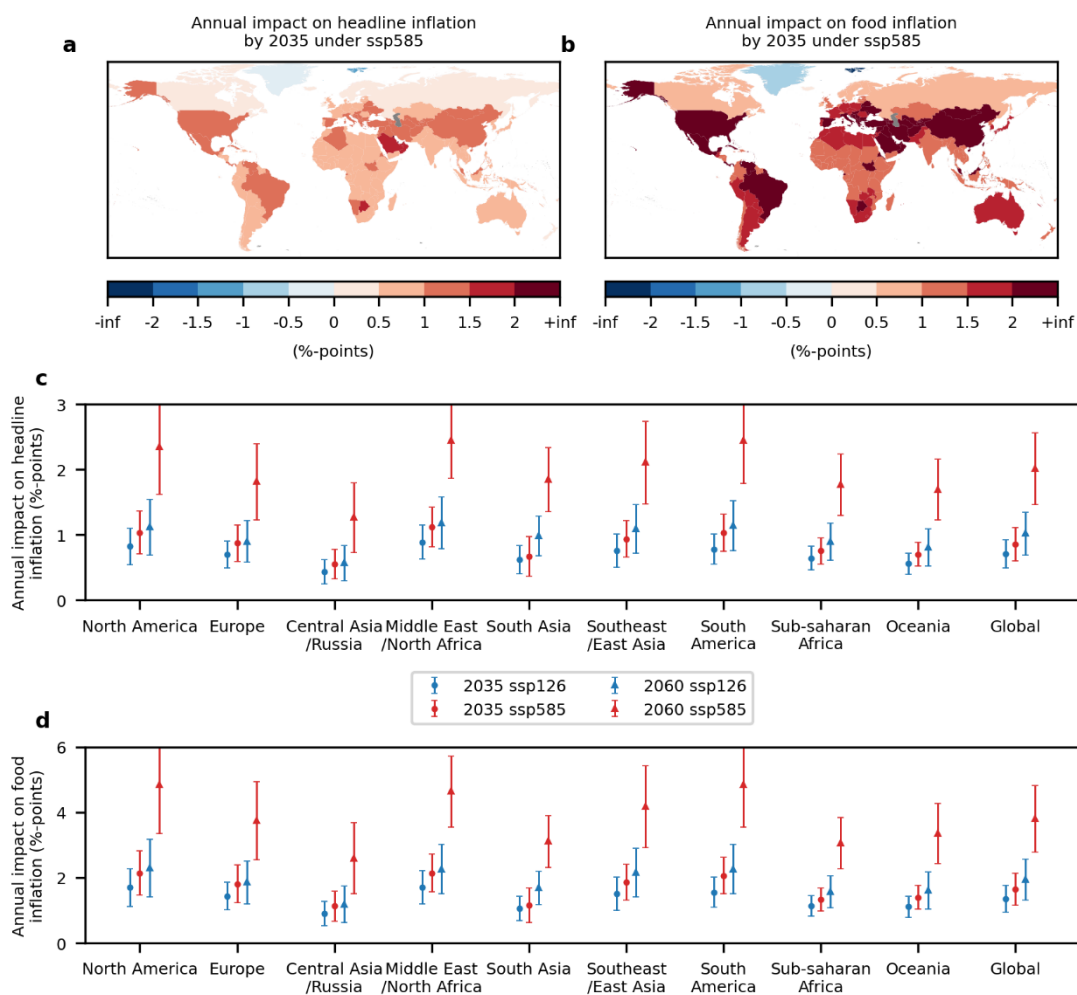 Annual impact on headline inflation
by 2035 under ssp585
a
-inf -2 -1.5 -1 -0.5 0 0.5 1 1.5 2 +inf
(%-points)
Annual impact on food inflation
by 2035 under ssp585
b
-inf -2 -1.5 -1 -0.5 0 0.5 1 1.5 2 +inf
(%-points)
c
Annual impact on headline
inflation (%-points)
3
2
1
0
North America Europe Central Asia Middle East South Asia Southeast South Sub-saharan Oceania Global
/Russia /North Africa /East Asia America Africa
2035 ssp126 2060 ssp126
2035 ssp585 2060 ssp585
d
Annual impact on food
inflation (%-points)
6
4
2
0
North America Europe Central Asia Middle East South Asia Southeast South Sub-saharan Oceania Global
/Russia /North Africa /East Asia America Africa